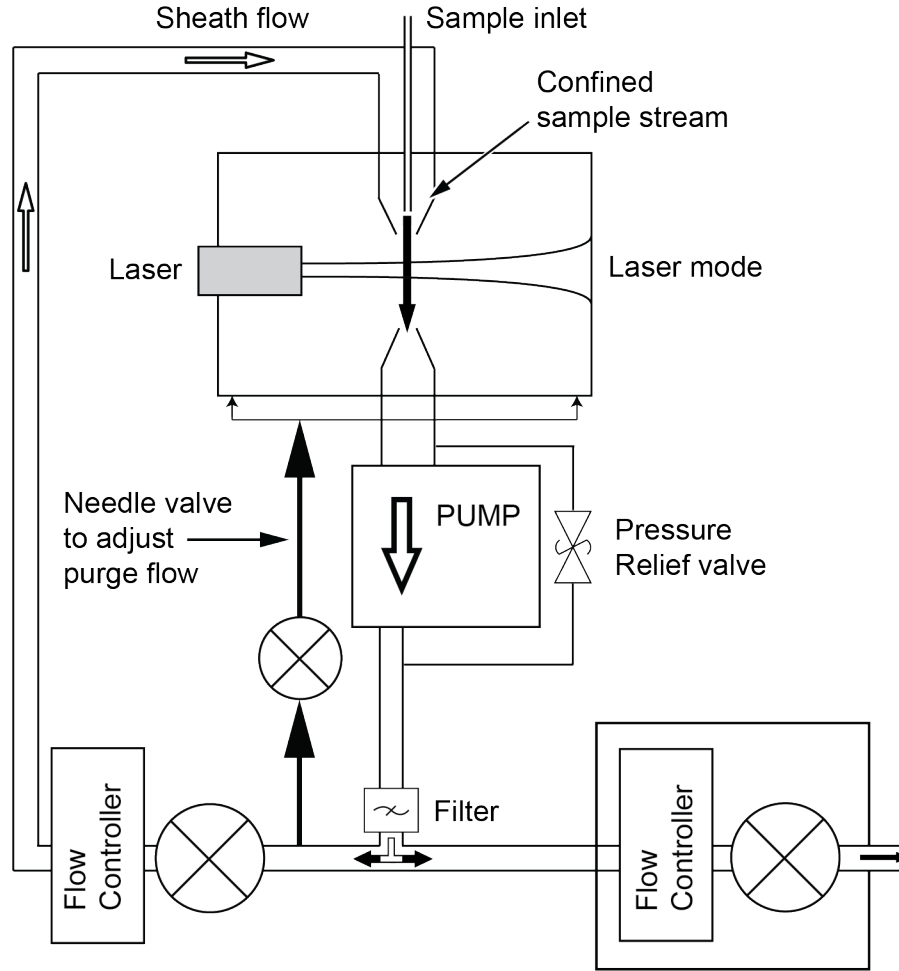 Sheath flow
Sample inlet
Confined
sample stream
Laser
Laser mode
Needle valve
to adjust
purge flow
PUMP
Pressure
Relief valve
Filter
Flow
Controller
Flow
Controller